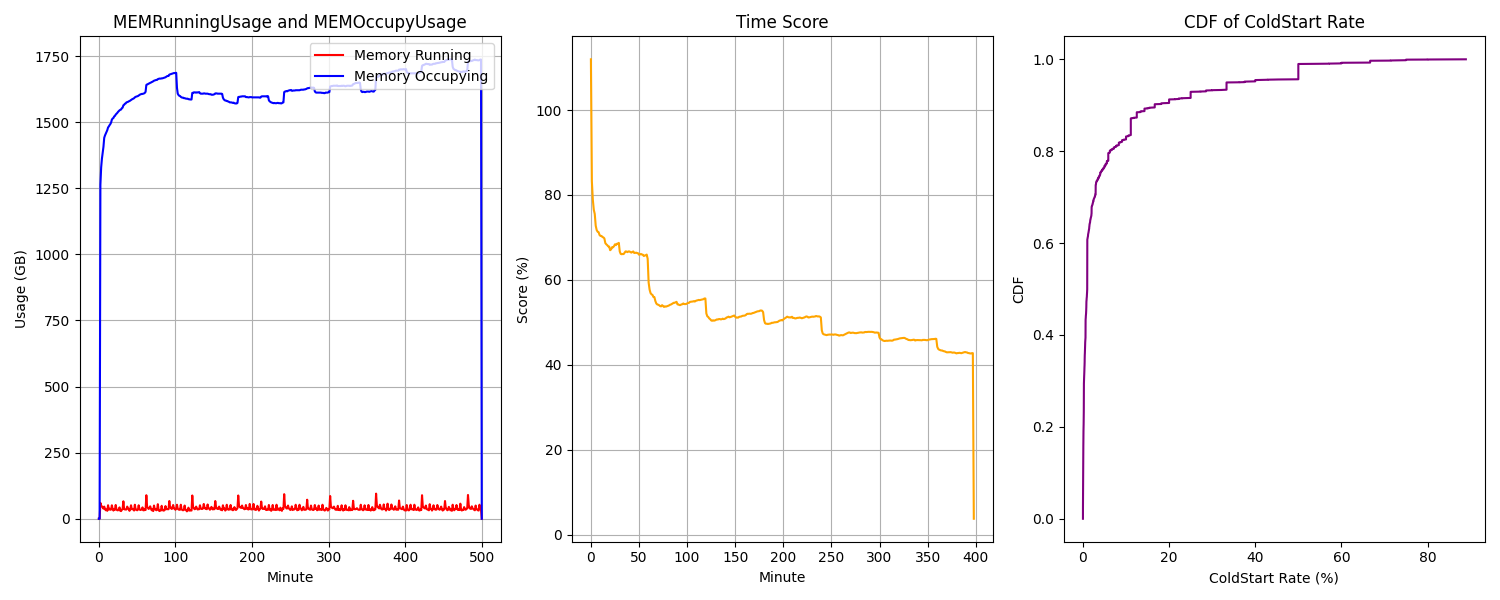 MEMRunningUsage and MEMOccupyUsage
Memory Running
Memory Occupying
1750
1500
1250
1000
750
500
250
0
Usage (GB)
0 100 200 300 400 500
Minute
Time Score
100
80
60
40
20
0
Score (%)
0 50 100 150 200 250 300 350 400
Minute
CDF of ColdStart Rate
1.0
0.8
0.6
0.4
0.2
0.0
CDF
0 20 40 60 80
ColdStart Rate (%)